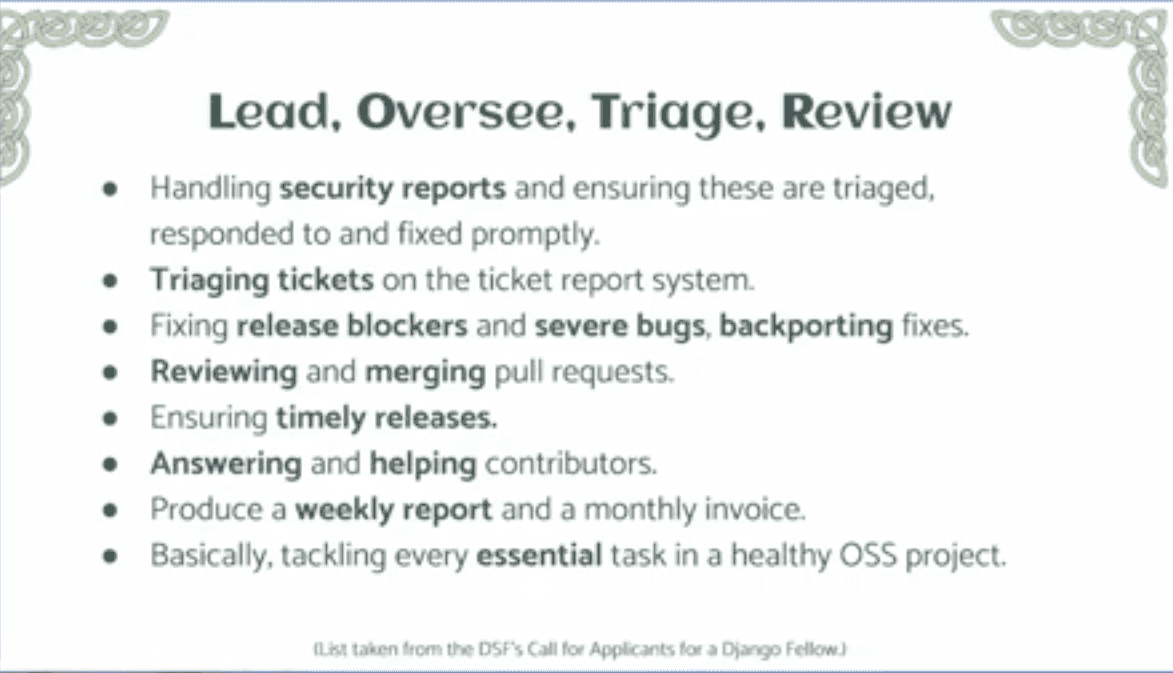 Lead, Oversee, Triage, Review
● Handling security reports and ensuring these are triaged,
responded to and fixed promptly.
● Triaging tickets on the ticket report system.
● Fixing release blockers and severe bugs, backporting fixes.
● Reviewing and merging pull requests.
● Ensuring timely releases.
● Answering and helping contributors.
● Produce a weekly report and a monthly invoice.
● Basically, tackling every essential task in a healthy OSS project.
(List taken from the DSF's Call for Applicants for a Django Fellow.)